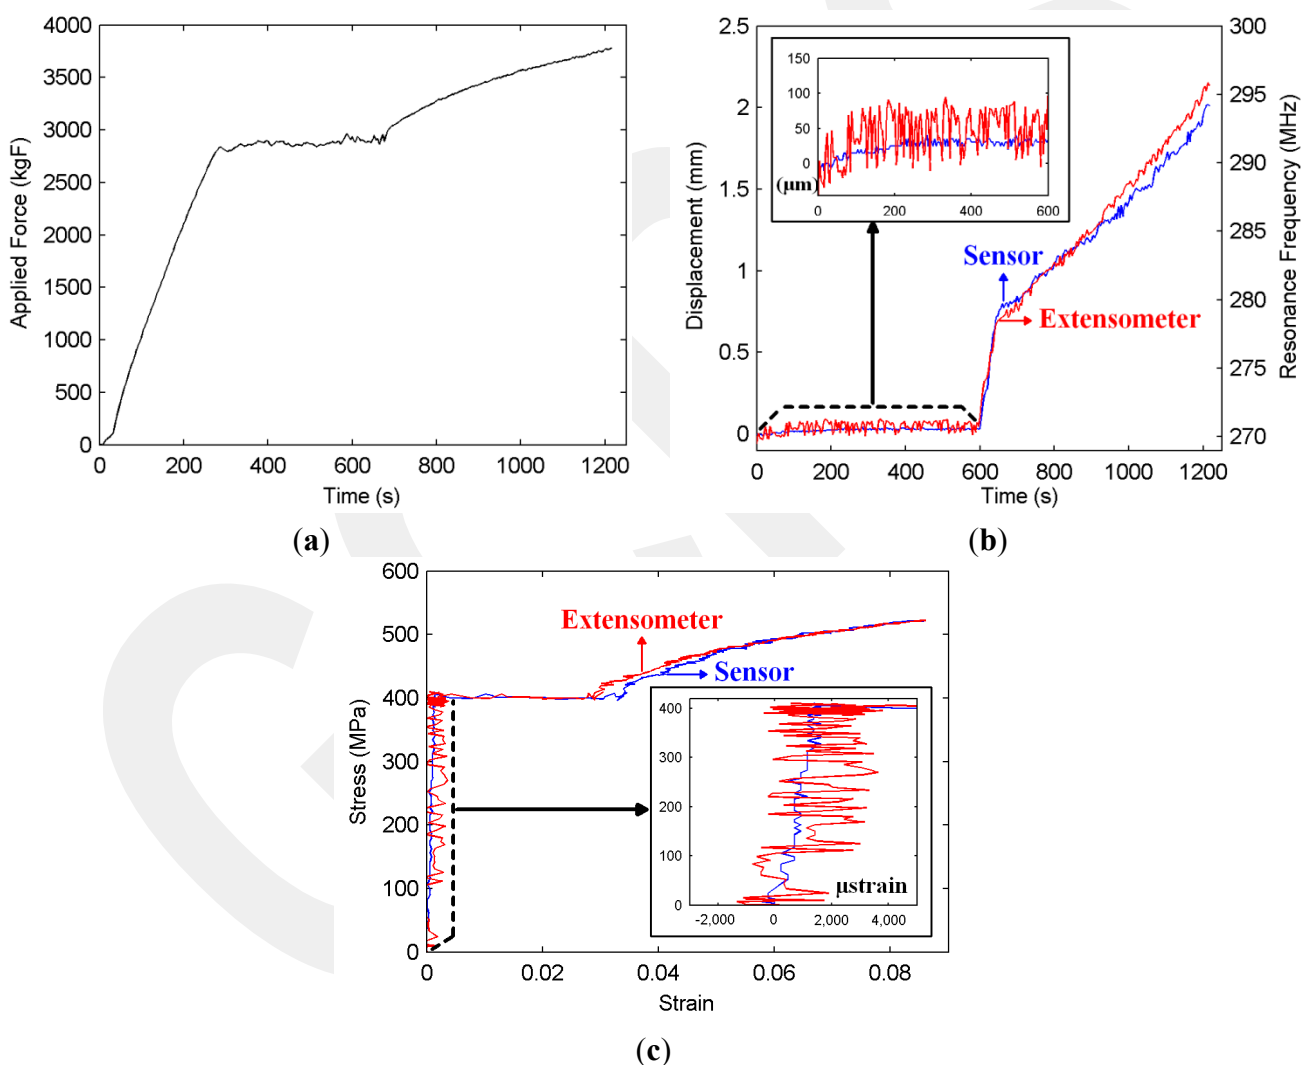 4000
3500
3000
2500
2000
1500
1000
500
0
0 200 400 600 800 1000 1200
Applied Force (kgF)
Time (s)
(a)
2.5
2
1.5
1
0.5
0
0 200 400 600 800 1000 1200
Displacement (mm)
Time (s)
300
295
290
285
280
275
270
Resonance Frequency (MHz)
150
100
50
0
(μm)
0 200 400 600
Sensor
Extensometer
(b)
600
500
400
300
200
100
0
0 0.02 0.04 0.06 0.08
Stress (MPa)
Strain
Extensometer
Sensor
400
300
200
100
0
-3,000 0 2,000 4,000
μstrain
(c)